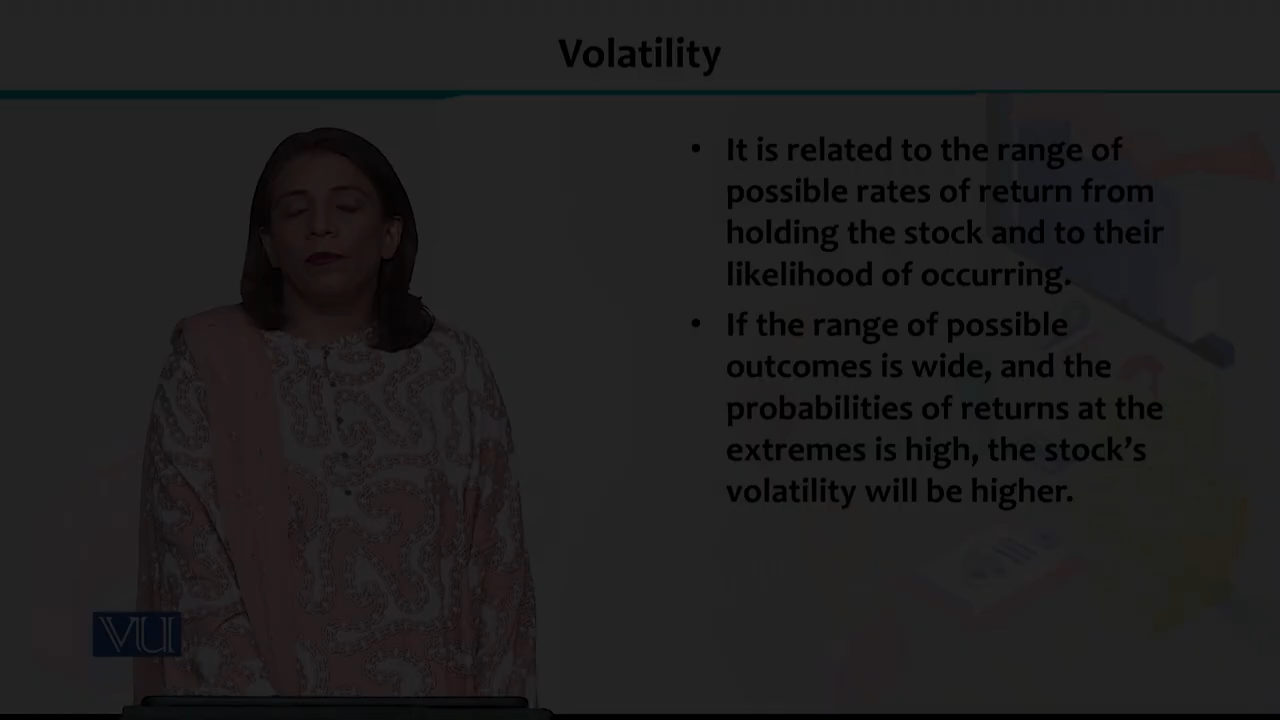 Volatility
• It is related to the range of
possible rates of return from
holding the stock and to their
likelihood of occurring.
• If the range of possible
outcomes is wide, and the
probabilities of returns at the
extremes is high, the stock’s
volatility will be higher.
VU